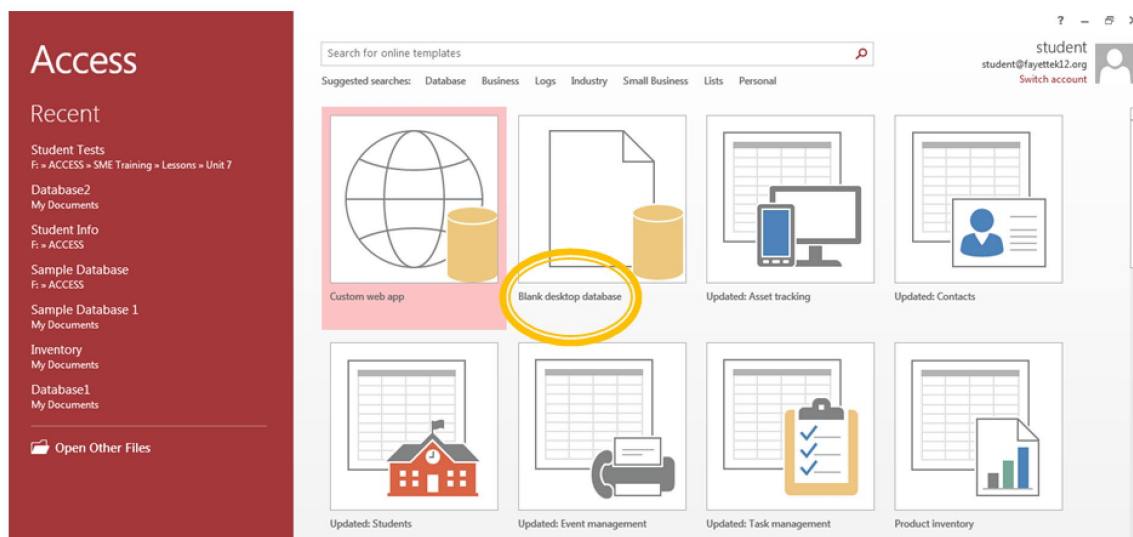 ?
Access
Search for online templates
student
student@fayettek12.org
Switch account
Suggested searches: Database Business Logs Industry Small Business Lists Personal
Recent
Student Tests
F: » ACCESS » SME Training » Lessons » Unit 7
Database2
My Documents
Student Info
F: » ACCESS
Sample Database
F: » ACCESS
Sample Database 1
My Documents
Inventory
My Documents
Database1
My Documents
Open Other Files
Custom web app
Blank desktop database
Updated: Asset tracking
Updated: Contacts
Updated: Students
Updated: Event management
Updated: Task management
Product inventory